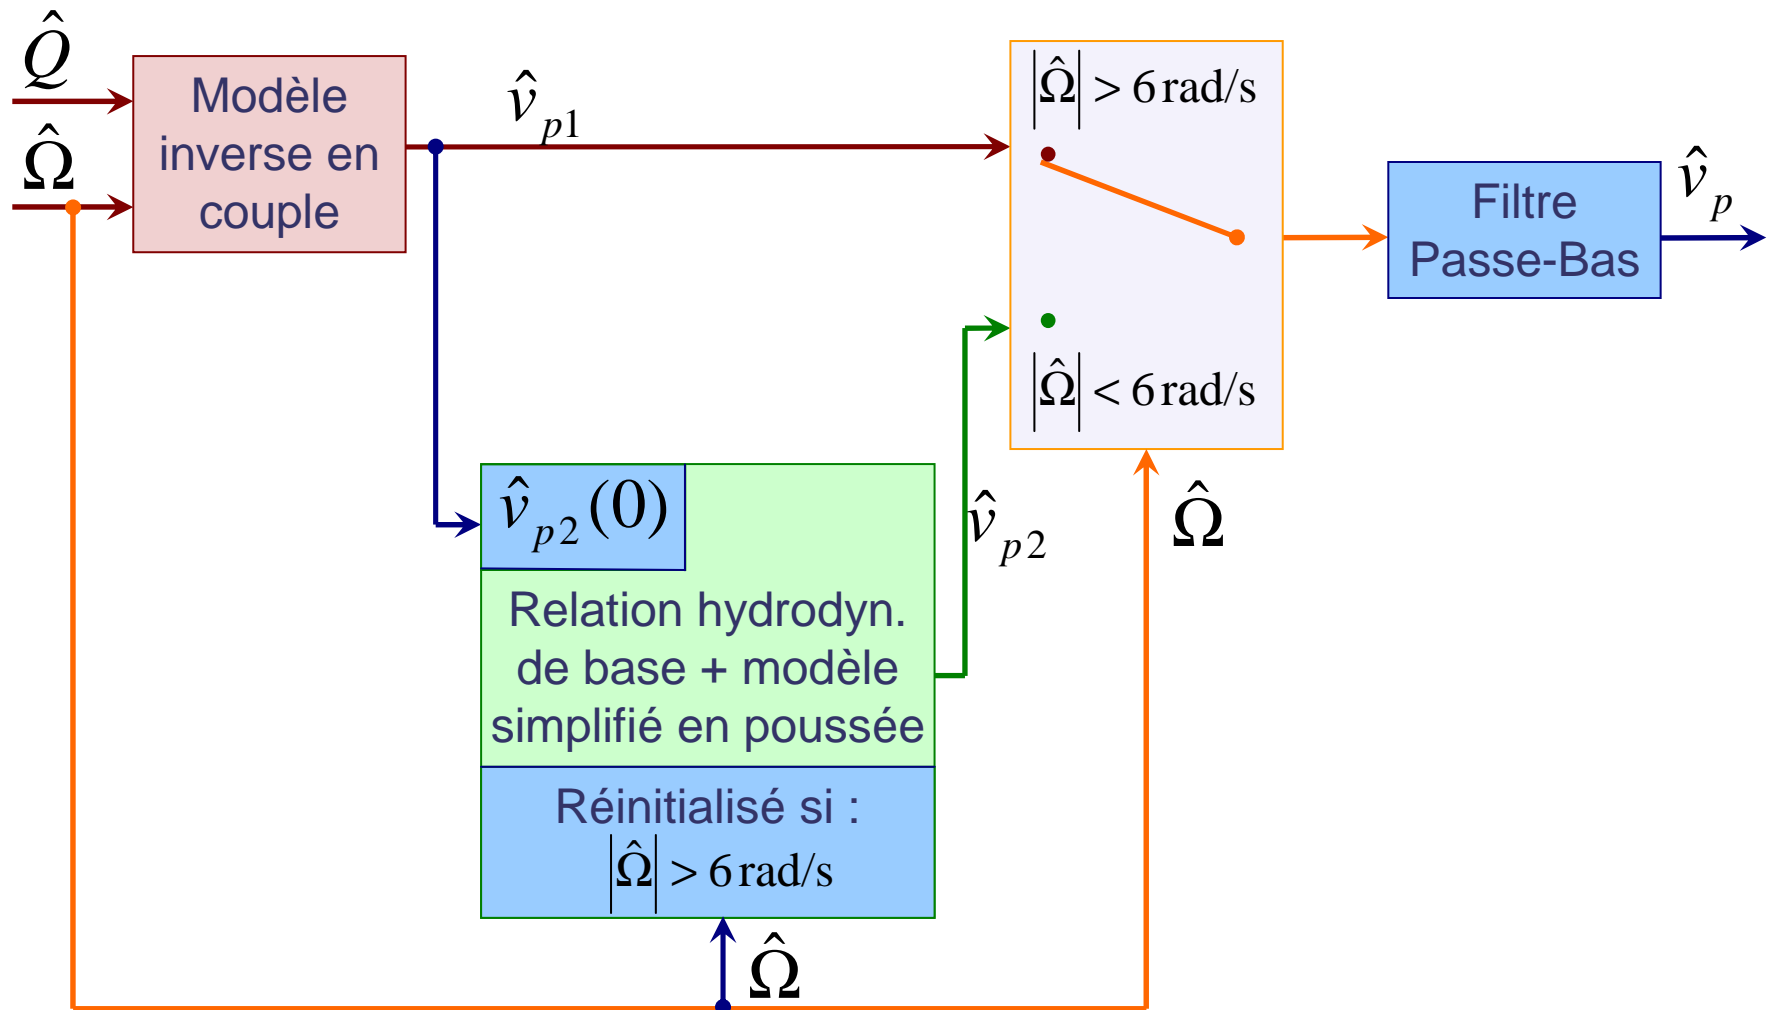 Q̂
Ω̂
Modèle
inverse en
couple
v̂p1
|Ω̂| > 6 rad/s
|Ω̂| < 6 rad/s
Filtre
Passe-Bas
v̂p
v̂p2(0)
Relation hydrodyn.
de base + modèle
simplifié en poussée
Réinitialisé si :
|Ω̂| > 6 rad/s
v̂p2
Ω̂
Ω̂